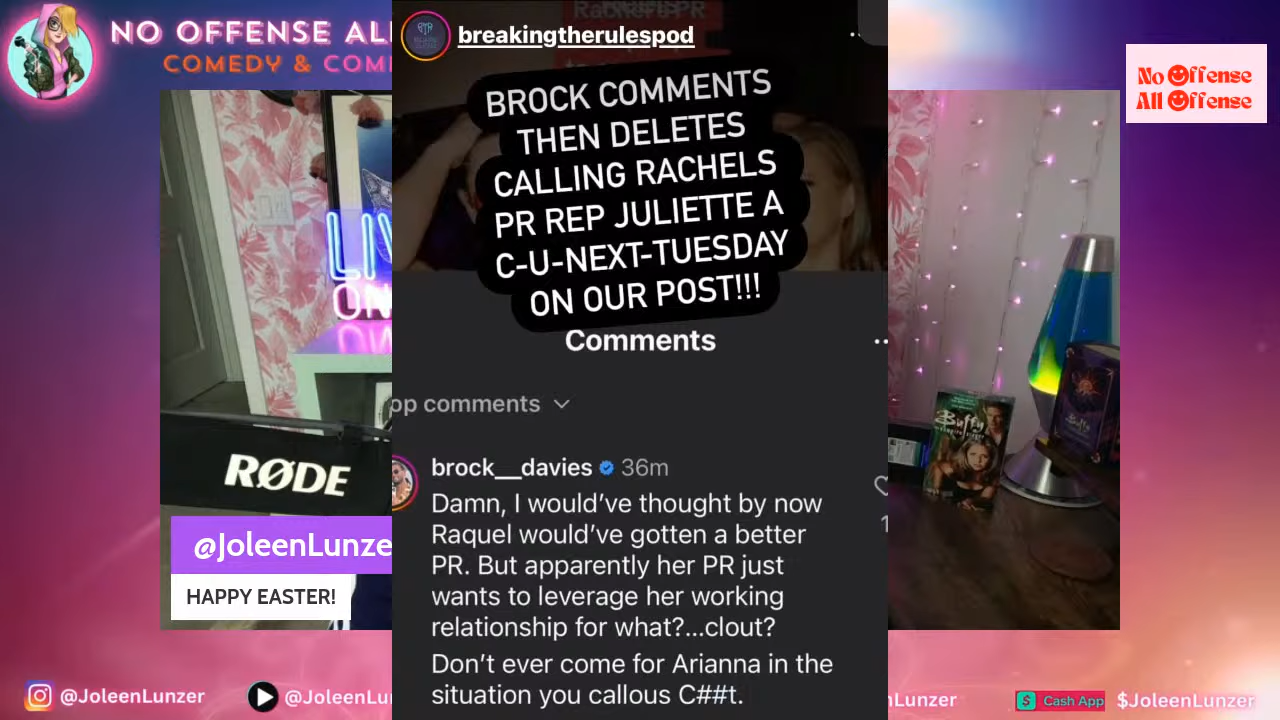 NO OFFENSE AL
COMEDY & COM
breakingtherulespod
BROCK COMMENTS
THEN DELETES
CALLING RACHELS
PR REP JULIETTE A
C-U-NEXT-TUESDAY
ON OUR POST!!!
No Offense
All Offense
LIV
ON
Comments
op comments
brock__davies 36m
Damn, I would've thought by now
Raquel would've gotten a better
PR. But apparently her PR just
wants to leverage her working
relationship for what?...clout?
Don't ever come for Arianna in the
situation you callous C##t.
RØDE
@JoleenLunze
HAPPY EASTER!
Buffy
@JoleenLunzer
@JoleenLu
nLunzer
$ Cash App $JoleenLunzer